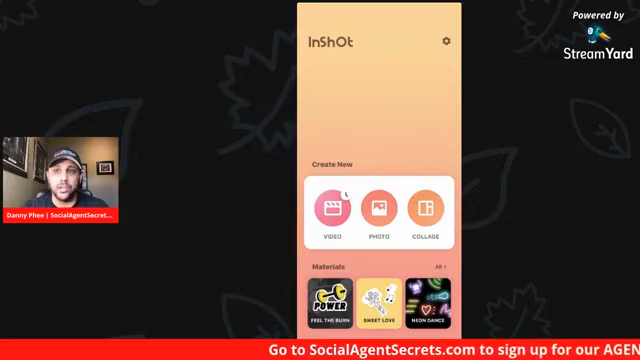 Powered by
StreamYard
InShOt
Create New
VIDEO
PHOTO
COLLAGE
Materials
All >
POWER
FEEL THE BURN
SWEET LOVE
NEON DANCE
Danny Phee | SocialAgentSecret...
Go to SocialAgentSecrets.com to sign up for our AGEN